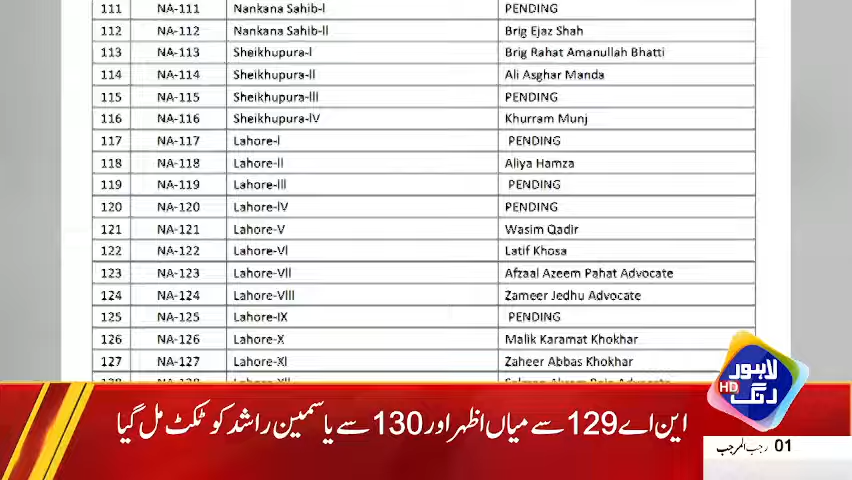 111 NA-111 Nankana Sahib-I PENDING
112 NA-112 Nankana Sahib-II Brig Ejaz Shah
113 NA-113 Sheikhupura-I Brig Rahat Amanullah Bhatti
114 NA-114 Sheikhupura-II Ali Asghar Manda
115 NA-115 Sheikhupura-III PENDING
116 NA-116 Sheikhupura-IV Khurram Munj
117 NA-117 Lahore-I PENDING
118 NA-118 Lahore-II Aliya Hamza
119 NA-119 Lahore-III PENDING
120 NA-120 Lahore-IV PENDING
121 NA-121 Lahore-V Wasim Qadir
122 NA-122 Lahore-VI Latif Khosa
123 NA-123 Lahore-VII Afzaal Azeem Pahat Advocate
124 NA-124 Lahore-VIII Zameer Jedhu Advocate
125 NA-125 Lahore-IX PENDING
126 NA-126 Lahore-X Malik Karamat Khokhar
127 NA-127 Lahore-XI Zaheer Abbas Khokhar
لاہور
HD رنگ
این اے 129 سے میاں اظہر اور 130 سے یاسمین راشد کو ٹکٹ مل گیا
01 رجب المرجب